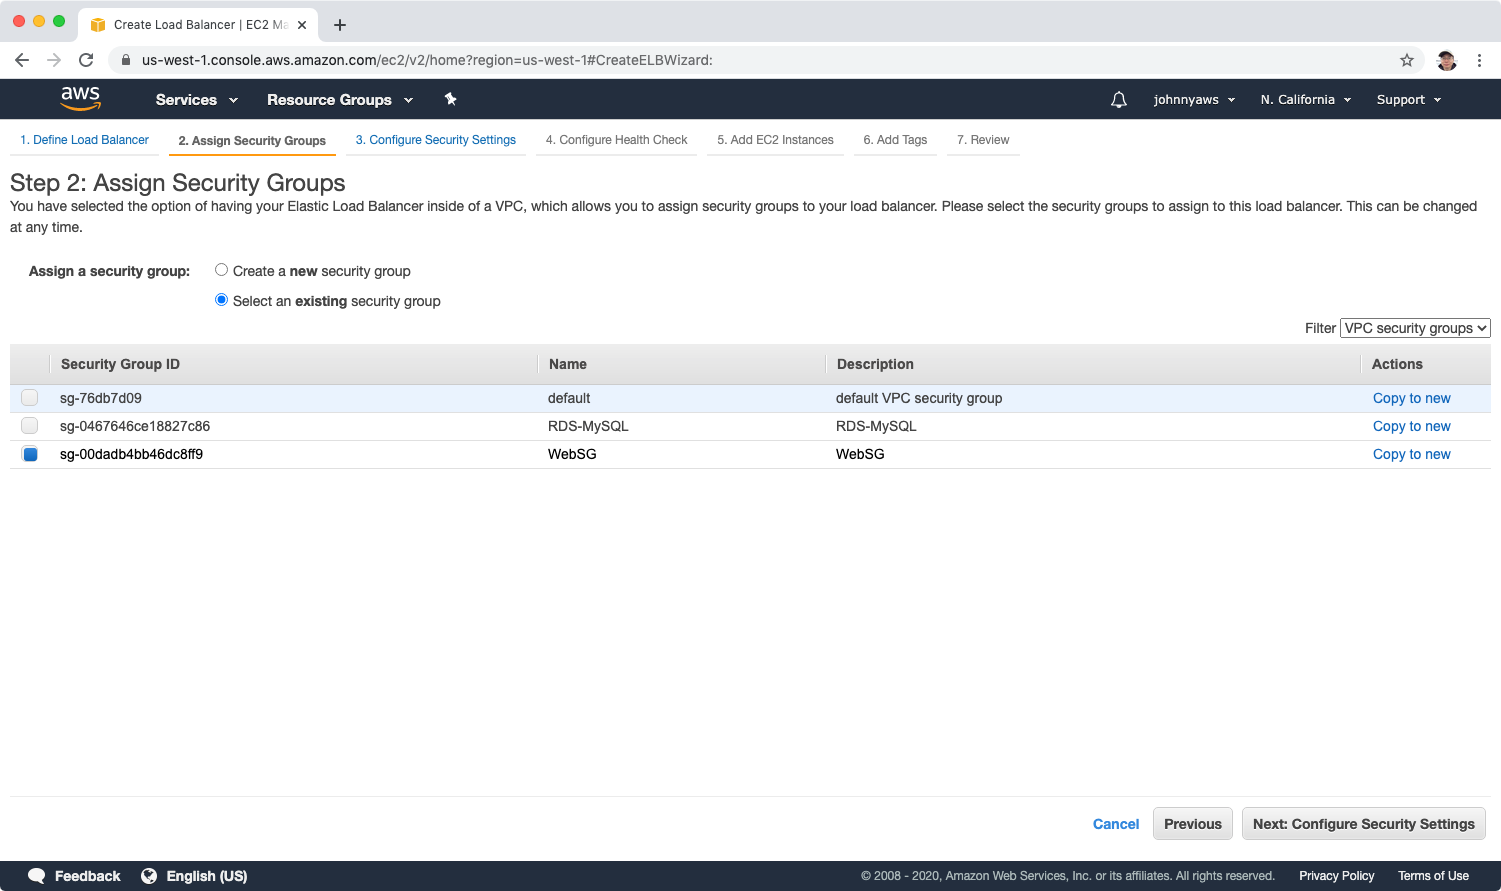 Create Load Balancer | EC2 Ma
us-west-1.console.aws.amazon.com/ec2/v2/home?region=us-west-1#CreateELBWizard:
aws Services Resource Groups johnnyaws N. California Support
1. Define Load Balancer 2. Assign Security Groups 3. Configure Security Settings 4. Configure Health Check 5. Add EC2 Instances 6. Add Tags 7. Review
Step 2: Assign Security Groups
You have selected the option of having your Elastic Load Balancer inside of a VPC, which allows you to assign security groups to your load balancer. Please select the security groups to assign to this load balancer. This can be changed
at any time.
Assign a security group: Create a new security group
Select an existing security group
Filter VPC security groups
Security Group ID Name Description Actions
sg-76db7d09 default default VPC security group Copy to new
sg-0467646ce18827c86 RDS-MySQL RDS-MySQL Copy to new
sg-00dadb4bb46dc8ff9 WebSG WebSG Copy to new
Cancel Previous Next: Configure Security Settings
Feedback English (US) © 2008 - 2020, Amazon Web Services, Inc. or its affiliates. All rights reserved. Privacy Policy Terms of Use